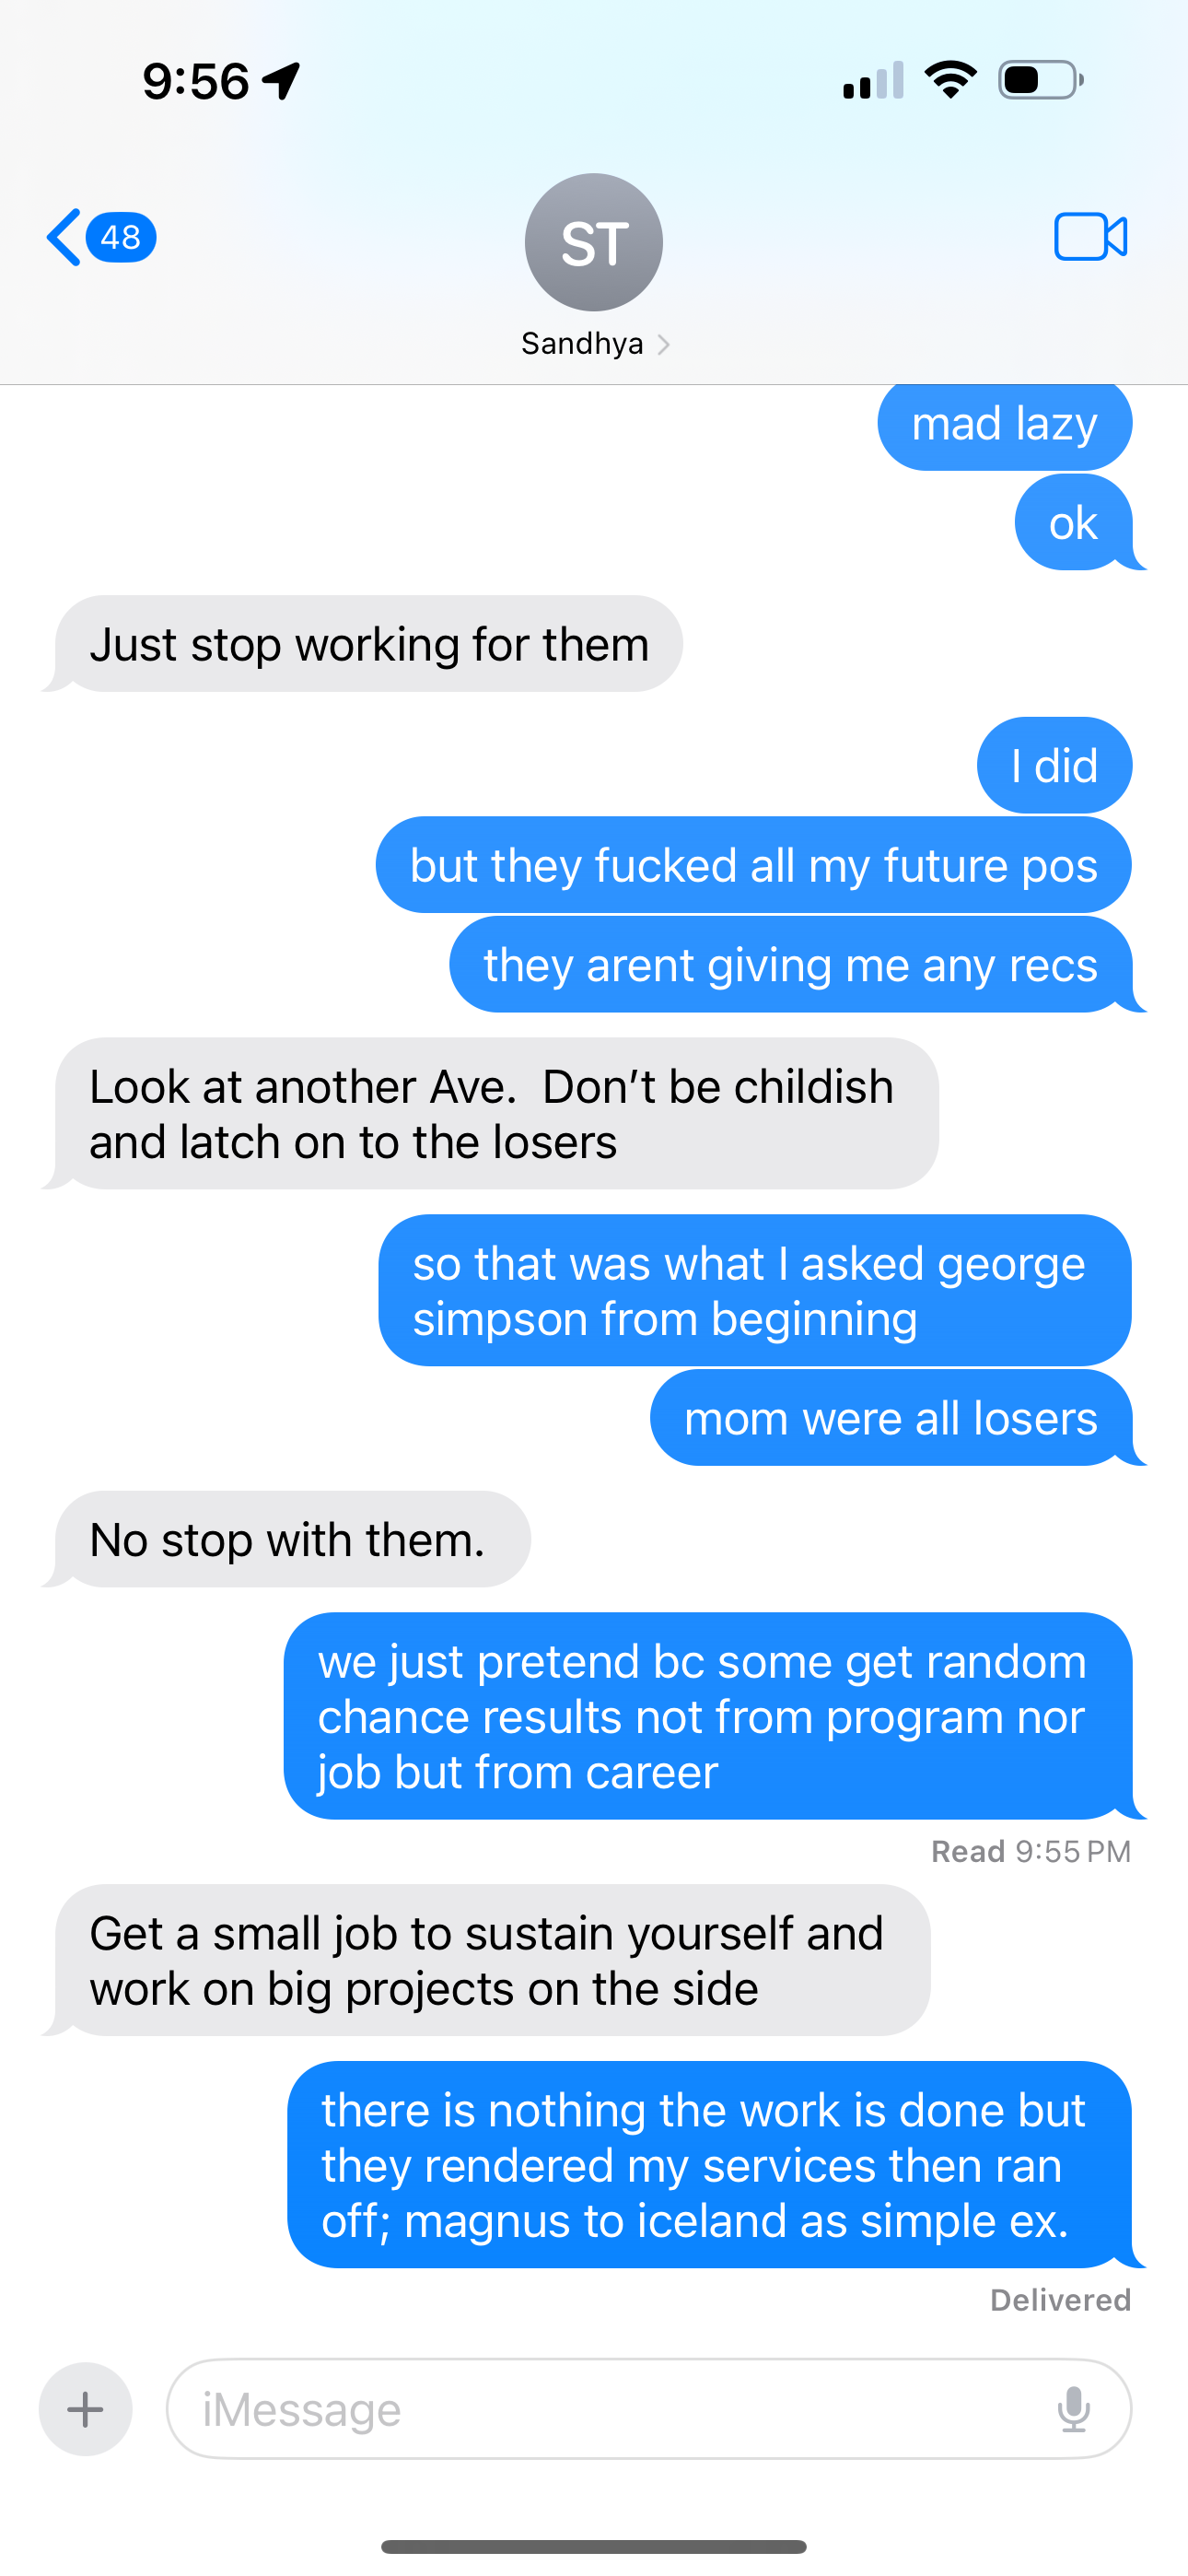 9:56
48
ST
Sandhya
mad lazy
ok
Just stop working for them
I did
but they fucked all my future pos
they arent giving me any recs
Look at another Ave.  Don’t be childish
and latch on to the losers
so that was what I asked george
simpson from beginning
mom were all losers
No stop with them.
we just pretend bc some get random
chance results not from program nor
job but from career
Read 9:55 PM
Get a small job to sustain yourself and
work on big projects on the side
there is nothing the work is done but
they rendered my services then ran
off; magnus to iceland as simple ex.
Delivered
iMessage